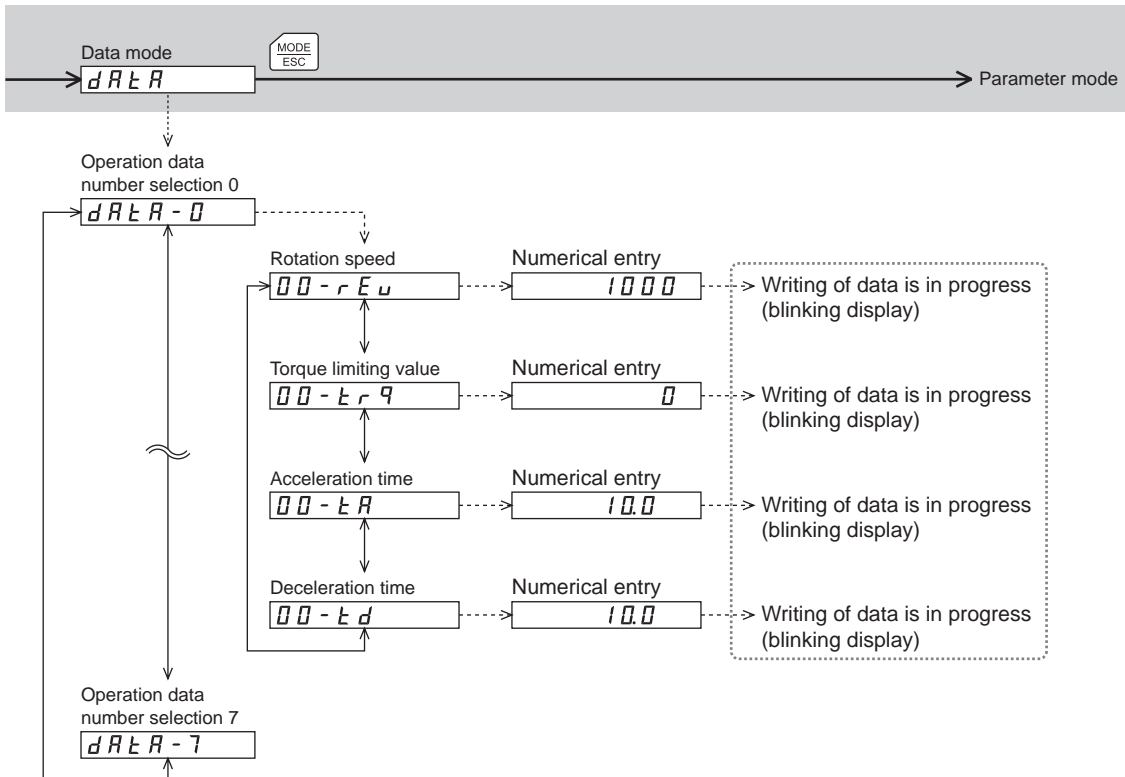 Data mode
MODE
ESC
dAtA
Parameter mode
Operation data
number selection 0
dAtA-0
Rotation speed
Numerical entry
00-rEv
1000
Writing of data is in progress
(blinking display)
Torque limiting value
Numerical entry
00-trq
0
Writing of data is in progress
(blinking display)
Acceleration time
Numerical entry
00-tA
10.0
Writing of data is in progress
(blinking display)
Deceleration time
Numerical entry
00-td
10.0
Writing of data is in progress
(blinking display)
Operation data
number selection 7
dAtA-7